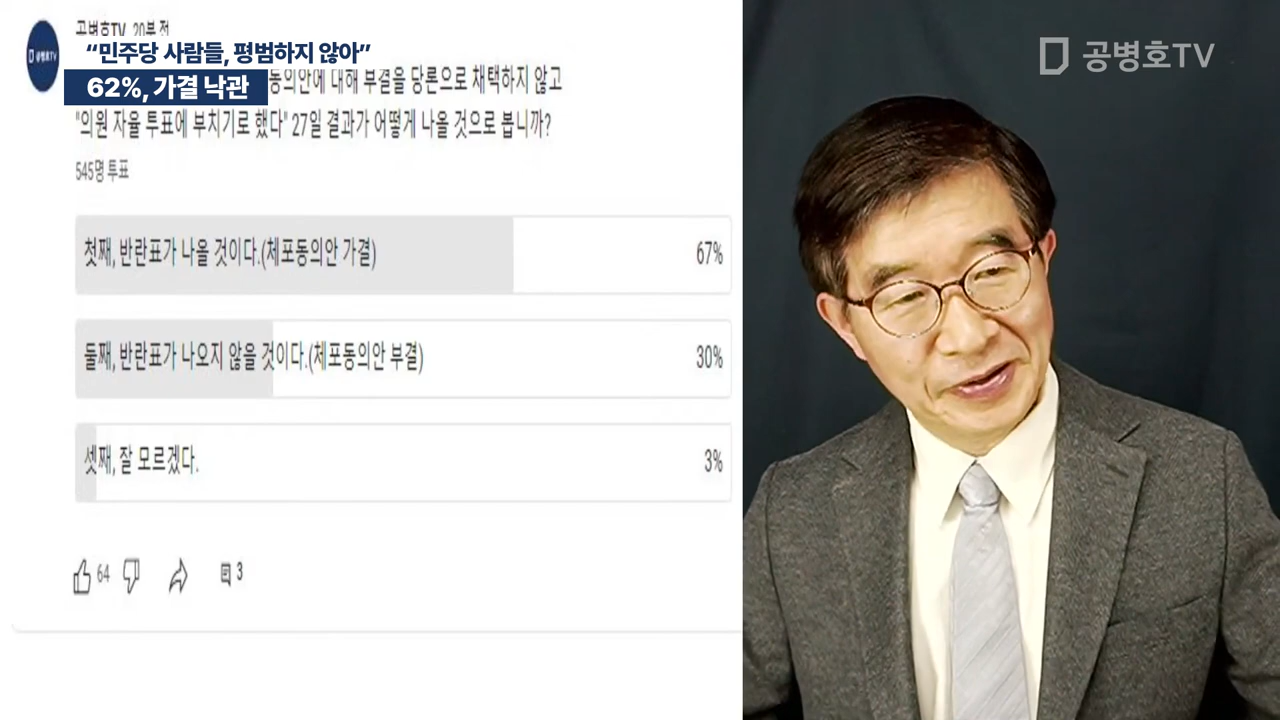 공병호TV 20분 전
“민주당 사람들, 평범하지 않아”
62%, 가결 낙관
동의안에 대해 부결을 당론으로 채택하지 않고
"의원 자율 투표에 부치기로 했다" 27일 결과가 어떻게 나올 것으로 봅니까?
545명 투표
첫째, 반란표가 나올 것이다.(체포동의안 가결)
67%
둘째, 반란표가 나오지 않을 것이다.(체포동의안 부결)
30%
셋째, 잘 모르겠다.
3%
64
3
공병호TV
공병호